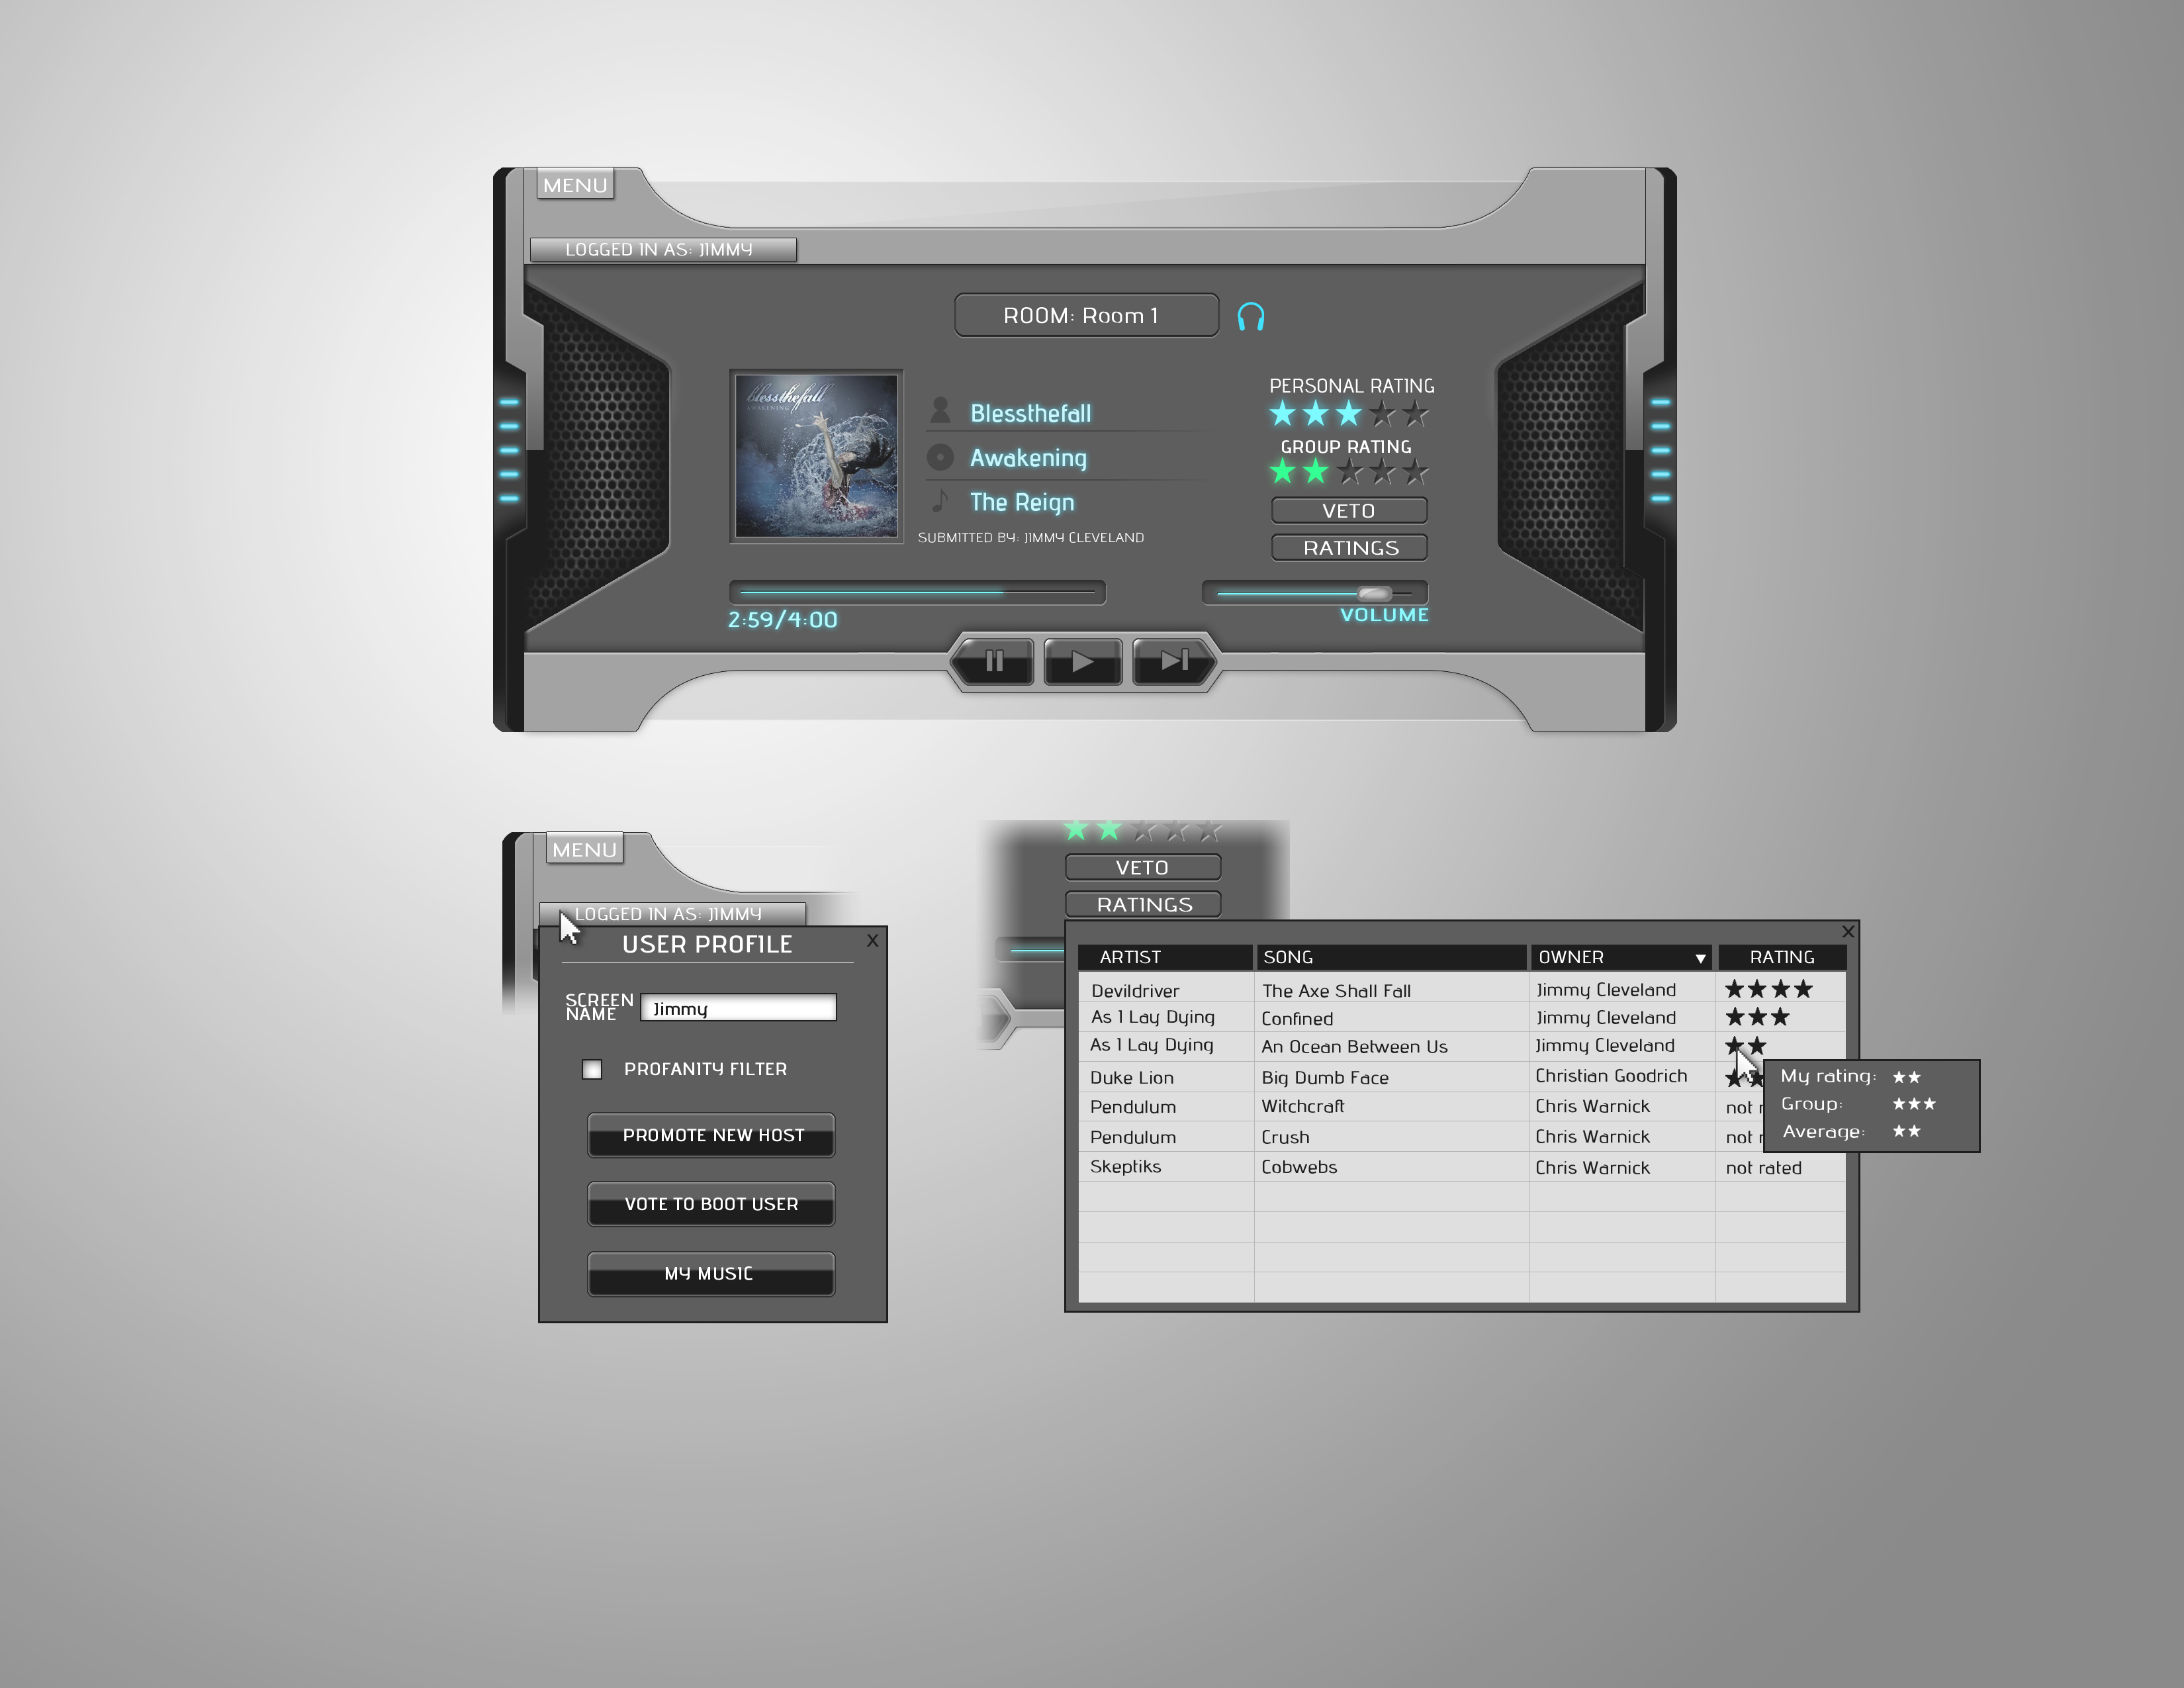 MENU
LOGGED IN AS: JIMMY
ROOM: Room 1
blessthefall
AWAKENING
Blessthefall
Awakening
The Reign
SUBMITTED BY: JIMMY CLEVELAND
PERSONAL RATING
GROUP RATING
VETO
RATINGS
2:59/4:00
VOLUME
MENU
LOGGED IN AS: JIMMY
USER PROFILE X
SCREEN NAME Jimmy
PROFANITY FILTER
PROMOTE NEW HOST
VOTE TO BOOT USER
MY MUSIC
VETO
RATINGS
X
ARTIST SONG OWNER RATING
Devildriver The Axe Shall Fall Jimmy Cleveland
As I Lay Dying Confined Jimmy Cleveland
As I Lay Dying An Ocean Between Us Jimmy Cleveland
Duke Lion Big Dumb Face Christian Goodrich
Pendulum Witchcraft Chris Warnick not r
Pendulum Crush Chris Warnick not r
Skeptiks Cobwebs Chris Warnick not rated
My rating:
Group:
Average: